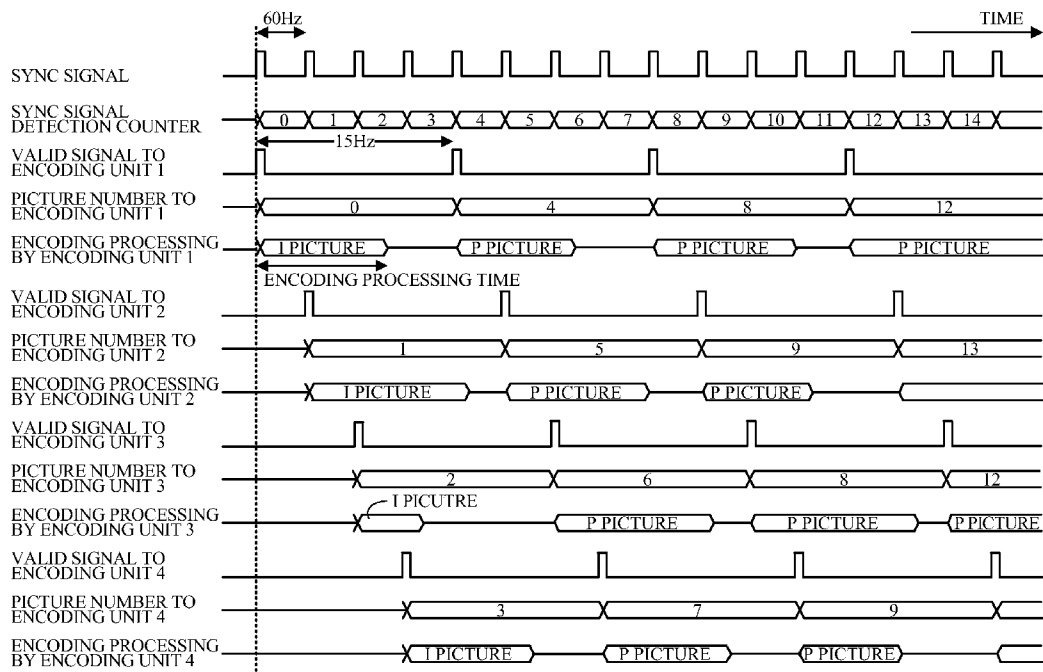 60Hz
TIME
SYNC SIGNAL
SYNC SIGNAL
DETECTION COUNTER
0 1 2 3 4 5 6 7 8 9 10 11 12 13 14
15Hz
VALID SIGNAL TO
ENCODING UNIT 1
PICTURE NUMBER TO
ENCODING UNIT 1
0 4 8 12
ENCODING PROCESSING
BY ENCODING UNIT 1
I PICTURE P PICTURE P PICTURE P PICTURE
ENCODING PROCESSING TIME
VALID SIGNAL TO
ENCODING UNIT 2
PICTURE NUMBER TO
ENCODING UNIT 2
1 5 9 13
ENCODING PROCESSING
BY ENCODING UNIT 2
I PICTURE P PICTURE P PICTURE
VALID SIGNAL TO
ENCODING UNIT 3
PICTURE NUMBER TO
ENCODING UNIT 3
2 6 8 12
I PICUTRE
ENCODING PROCESSING
BY ENCODING UNIT 3
P PICTURE P PICTURE P PICTURE
VALID SIGNAL TO
ENCODING UNIT 4
PICTURE NUMBER TO
ENCODING UNIT 4
3 7 9
ENCODING PROCESSING
BY ENCODING UNIT 4
I PICTURE P PICTURE P PICTURE